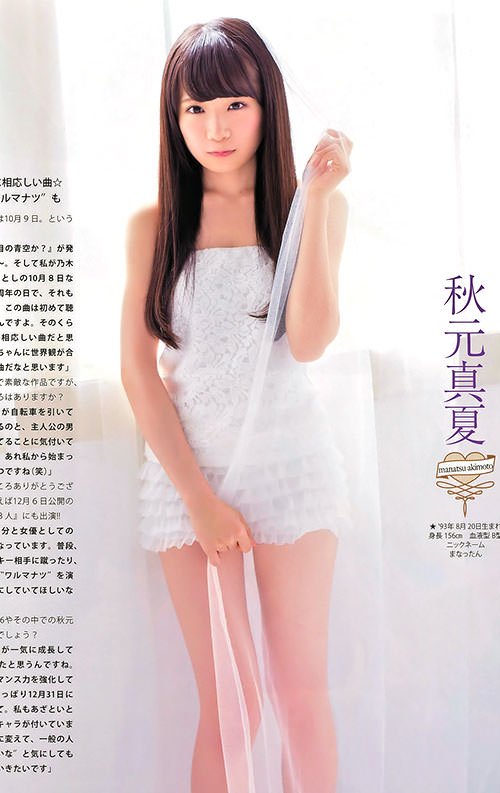 に相応しい曲☆
ワルマナツ”も
は10月９日。という
目の青空か？』が発
〜。そして私が乃木
としの10月８日な
周年の日で、それも
、この曲は初めて聴
んですよ。そのくら
相応しい曲だと思
ちゃんに世界観が合
曲だなと思います」
で素敵な作品ですが、
ろはありますか？
が自転車を引いて
るのと、主人公の男
てることに気付いて
、あれ私から始まっ
つですね（笑）」
ころありがとうござ
えば12月６日公開の
８人』にも出演!!
分と女優としての
なっています。普段、
キー相手に蹴ったり、
“ワルマナツ”を演
にしていてほしいな
6やその中での秋元
でしょう？
が一気に成長して
たと思うんですね。
マンス力を強化して
っぱり12月31日に
て。私もあざといと
キャラが付いていま
に変えて、一般の人
いな”と気にしても
いきたいです」
秋元真夏
manatsu akimoto
★ '93年 8月 20日生まれ
身長 156cm　血液型 B型
ニックネーム
まなったん